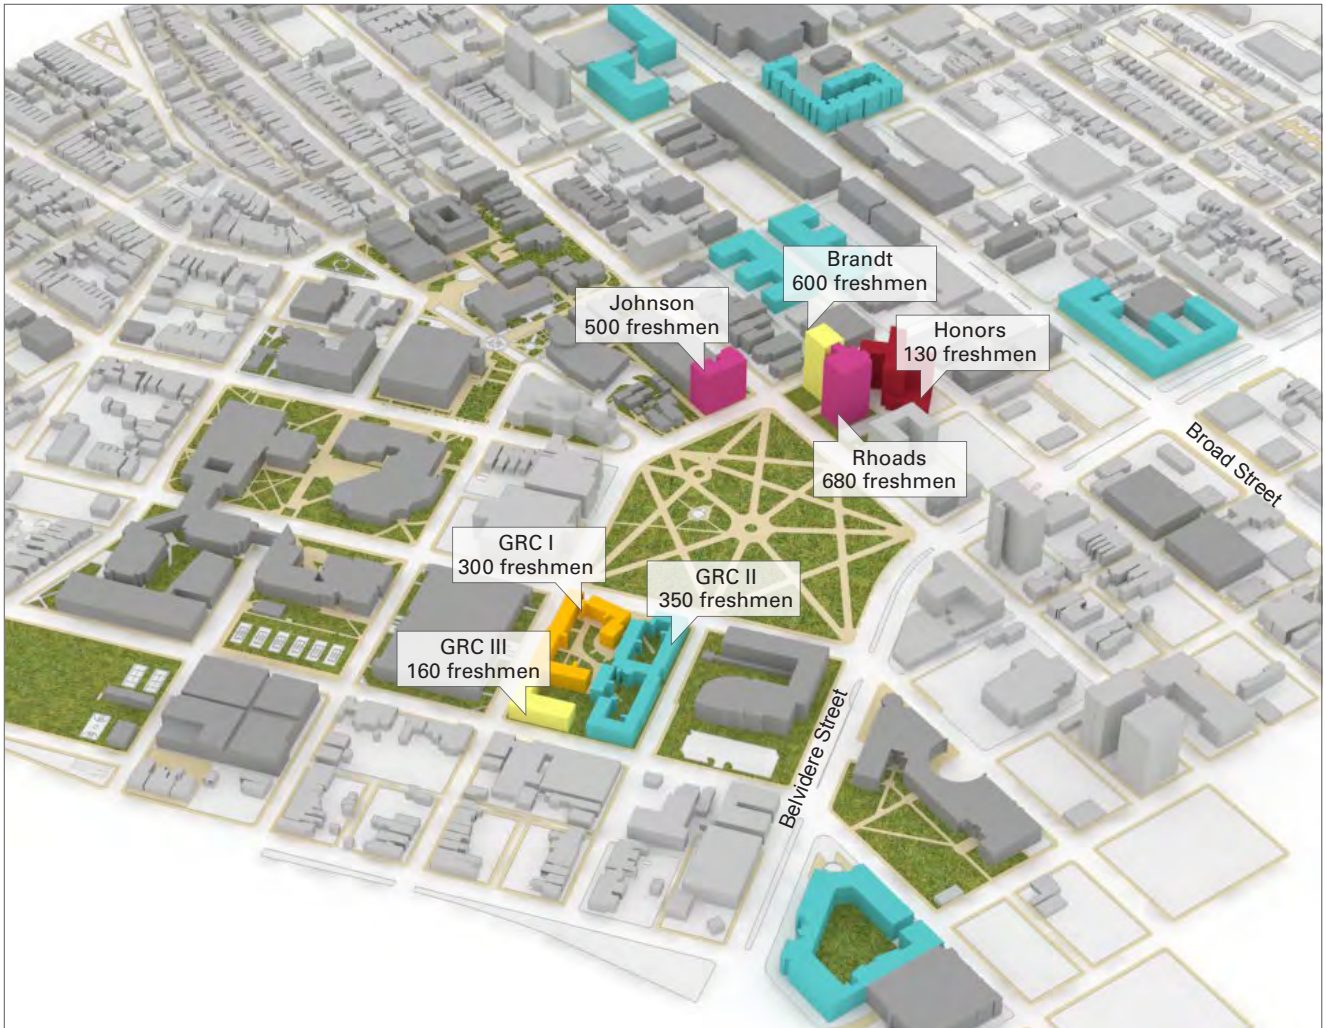 Brandt
600 freshmen
Johnson
500 freshmen
Honors
130 freshmen
Broad Street
Rhoads
680 freshmen
GRC I
300 freshmen
GRC II
350 freshmen
GRC III
160 freshmen
Belvidere Street